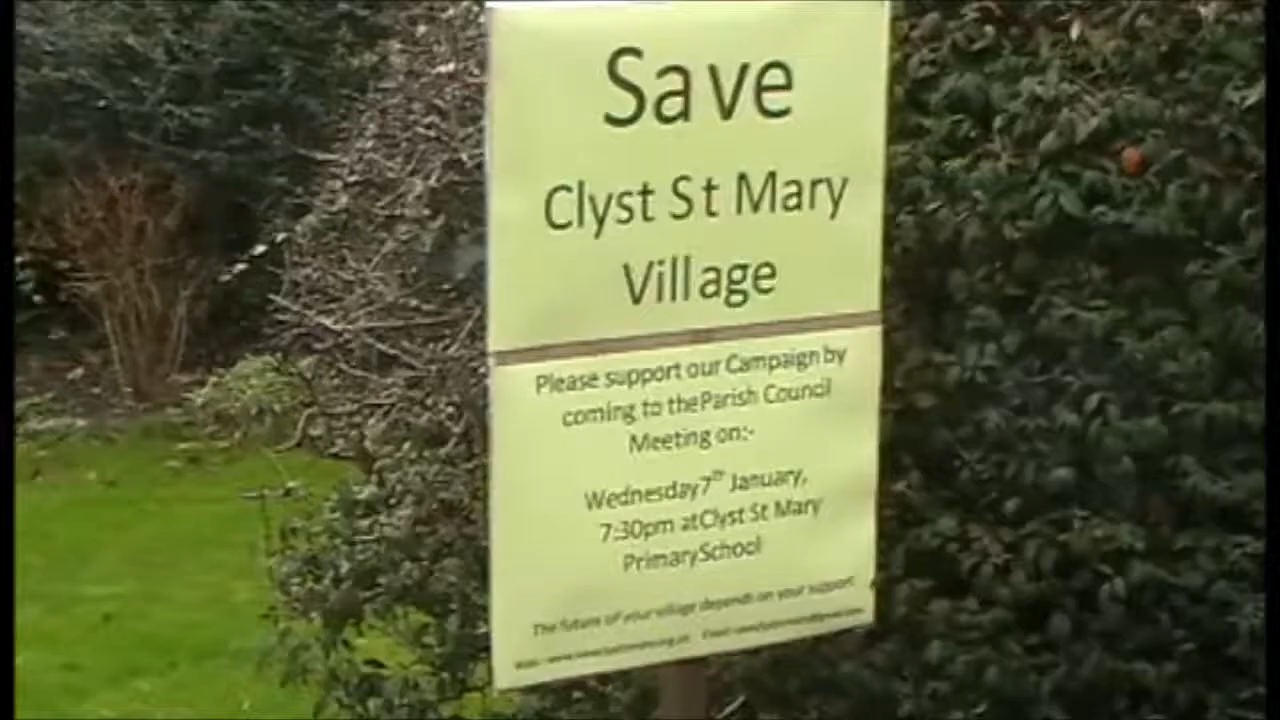 Save
Clyst St Mary
Village
Please support our Campaign by
coming to the Parish Council
Meeting on:-
Wednesday 7th January,
7:30pm at Clyst St Mary
Primary School
The future of your village depends on your support